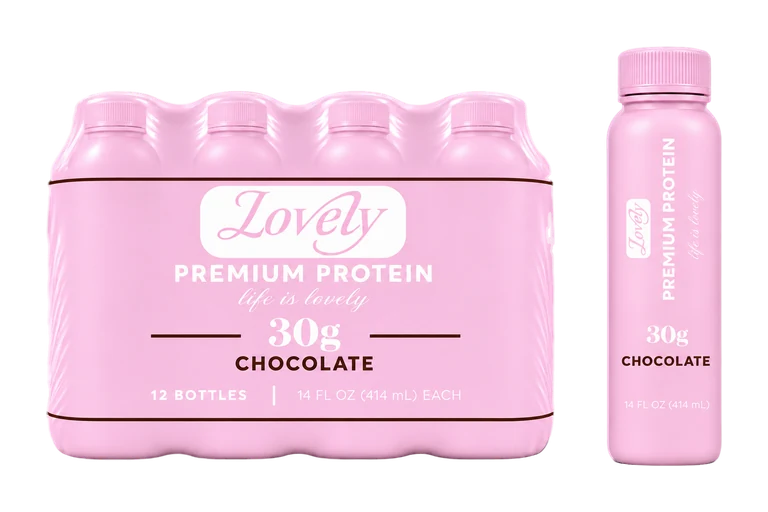 Lovely
PREMIUM PROTEIN
life is lovely
30g
CHOCOLATE
12 BOTTLES | 14 FL OZ (414 mL) EACH
Lovely
PREMIUM PROTEIN
life is lovely
30g
CHOCOLATE
14 FL OZ (414 mL)